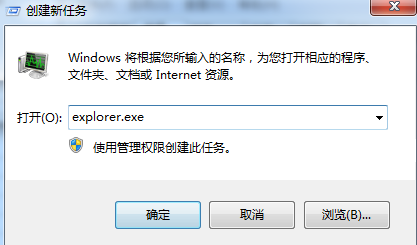 创建新任务
Windows 将根据您所输入的名称，为您打开相应的程序、
文件夹、文档或 Internet 资源。
打开(O): explorer.exe
使用管理权限创建此任务。
确定 取消 浏览(B)...